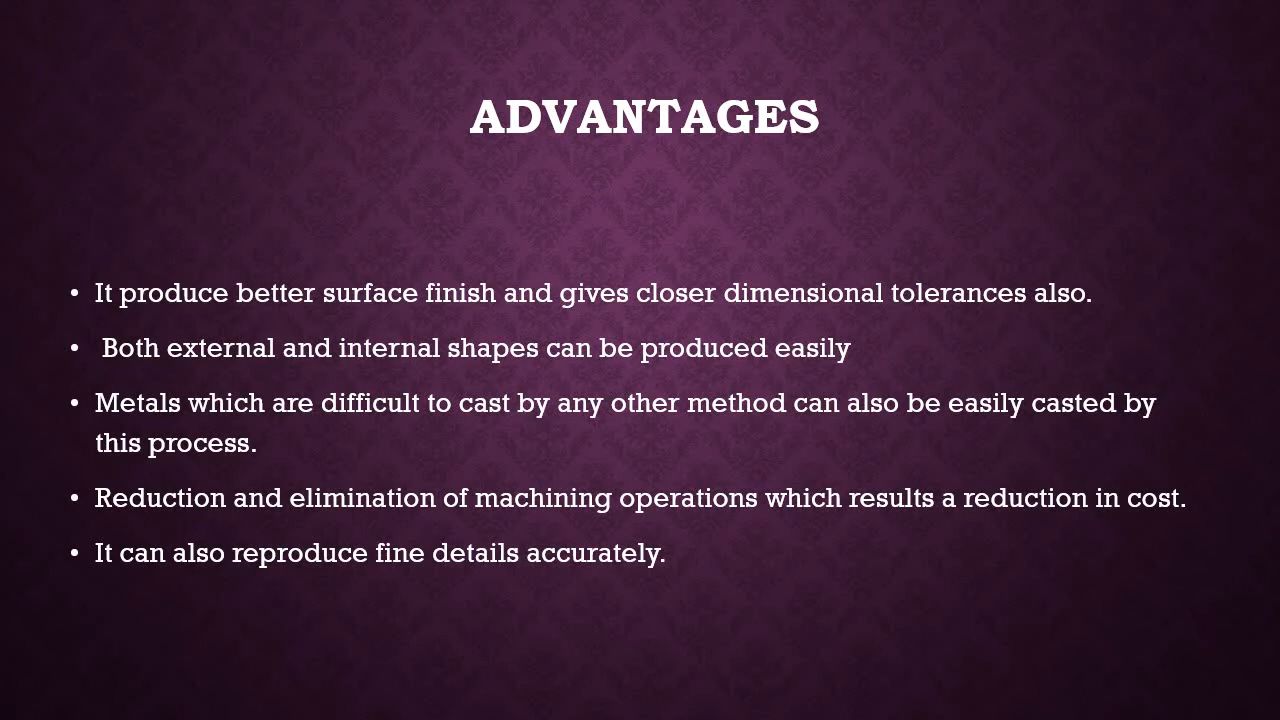 ADVANTAGES
• It produce better surface finish and gives closer dimensional tolerances also.
• Both external and internal shapes can be produced easily
• Metals which are difficult to cast by any other method can also be easily casted by
this process.
• Reduction and elimination of machining operations which results a reduction in cost.
• It can also reproduce fine details accurately.